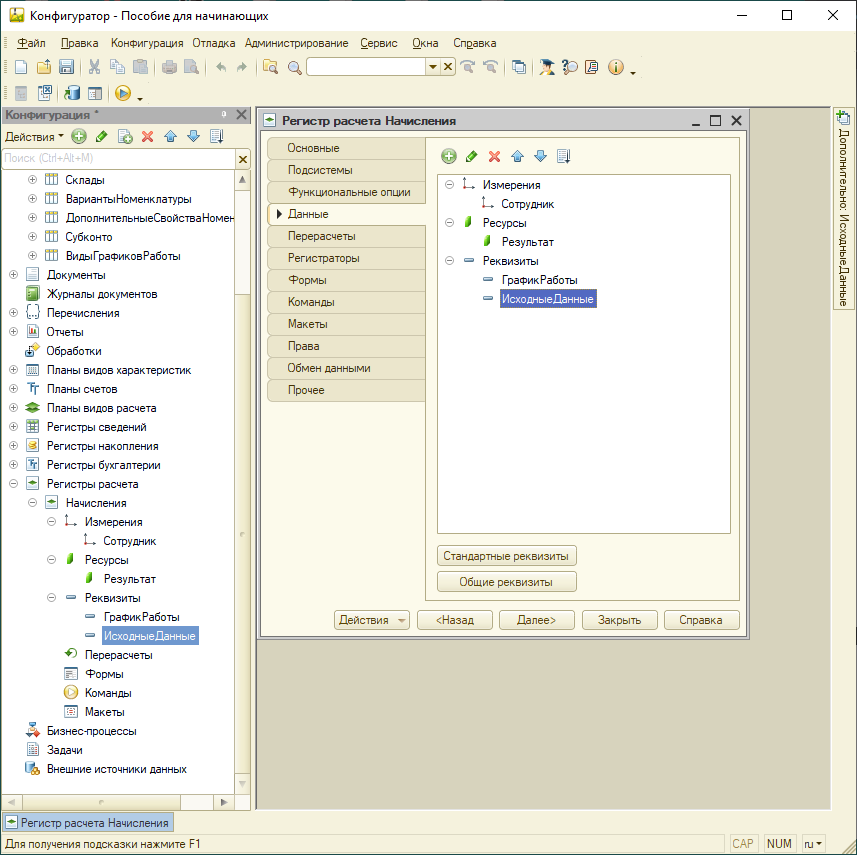 Конфигуратор - Пособие для начинающих
Файл Правка Конфигурация Отладка Администрирование Сервис Окна Справка
Конфигурация *
Действия
Поиск (Ctrl+Alt+M)
Склады
ВариантыНоменклатуры
ДополнительныеСвойстваНомен
Субконто
ВидыГрафиковРаботы
Документы
Журналы документов
Перечисления
Отчеты
Обработки
Планы видов характеристик
Планы счетов
Планы видов расчета
Регистры сведений
Регистры накопления
Регистры бухгалтерии
Регистры расчета
Начисления
Измерения
Сотрудник
Ресурсы
Результат
Реквизиты
ГрафикРаботы
ИсходныеДанные
Перерасчеты
Формы
Команды
Макеты
Бизнес-процессы
Задачи
Внешние источники данных
Регистр расчета Начисления
Основные
Подсистемы
Функциональные опции
Данные
Перерасчеты
Регистраторы
Формы
Команды
Макеты
Права
Обмен данными
Прочее
Измерения
Сотрудник
Ресурсы
Результат
Реквизиты
ГрафикРаботы
ИсходныеДанные
Стандартные реквизиты
Общие реквизиты
Действия <Назад Далее> Закрыть Справка
Дополнительно: ИсходныеДанные
Регистр расчета Начисления
Для получения подсказки нажмите F1
CAP NUM ru